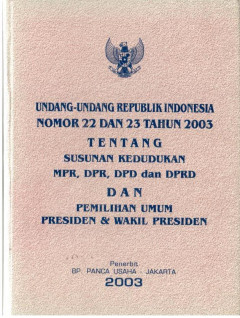 UNDANG-UNDANG REPUBLIK INDONESIA
NOMOR 22 DAN 23 TAHUN 2003
TENTANG
SUSUNAN KEDUDUKAN
MPR, DPR, DPD dan DPRD
DAN
PEMILIHAN UMUM
PRESIDEN & WAKIL PRESIDEN
Penerbit
BP. PANCA USAHA - JAKARTA
2003